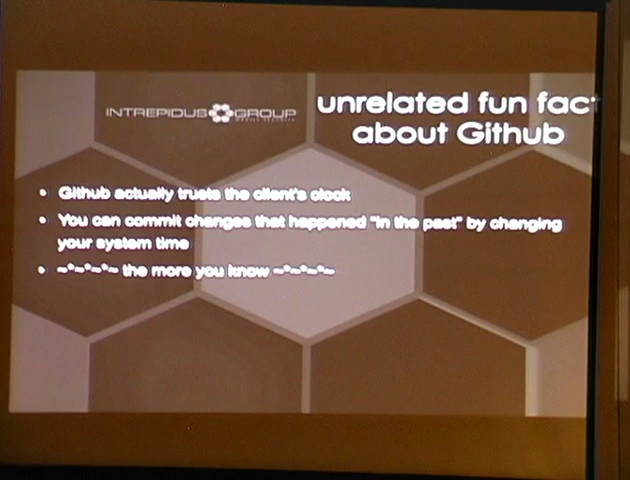 INTREPIDUS GROUP
unrelated fun fact
about Github
• Github actually trusts the client's clock
• You can commit changes that happened "in the past" by changing
your system time
• ~*~*~*~ the more you know ~*~*~*~